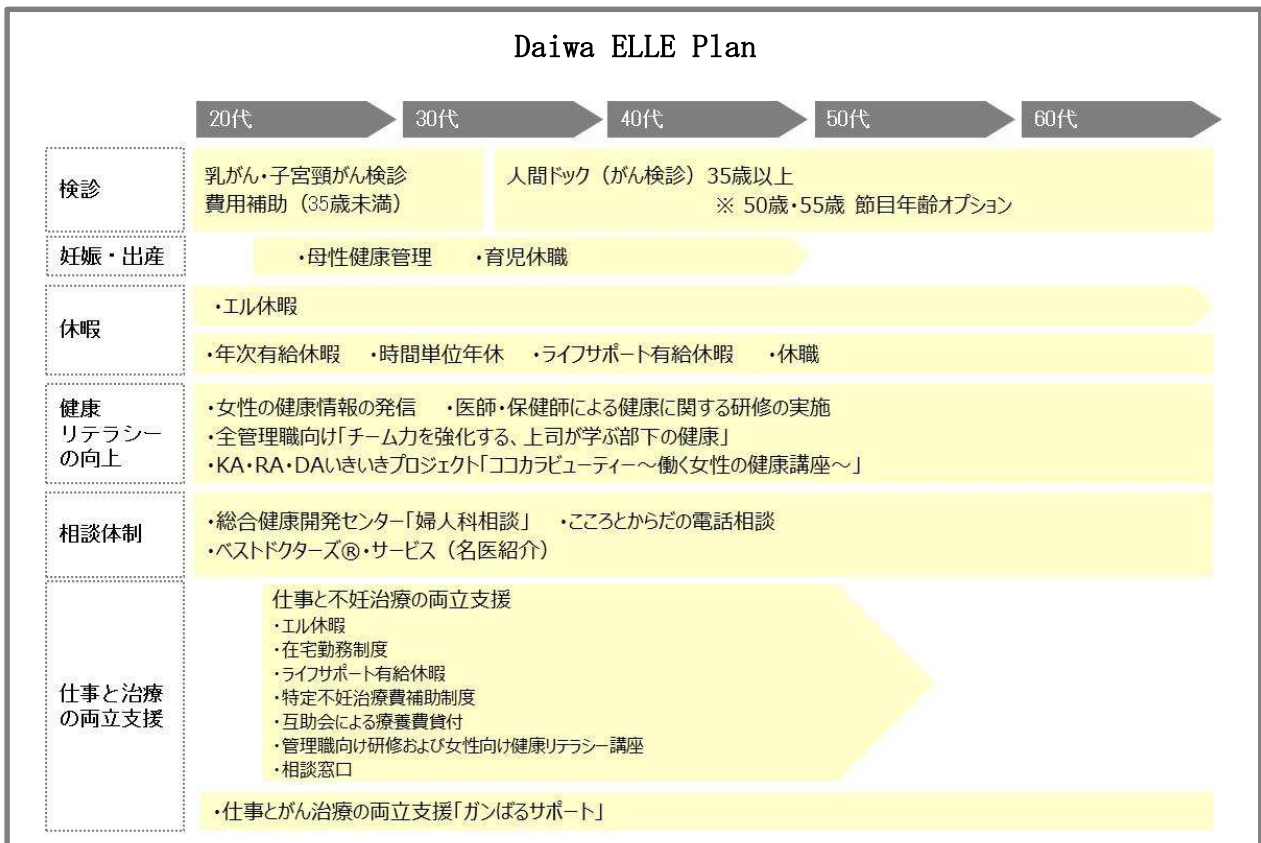 Daiwa ELLE Plan
20代
30代
40代
50代
60代
検診
乳がん・子宮頸がん検診
費用補助（35歳未満）
人間ドック（がん検診）35歳以上
※ 50歳・55歳 節目年齢オプション
妊娠・出産
・母性健康管理 ・育児休職
休暇
・エル休暇
・年次有給休暇 ・時間単位年休 ・ライフサポート有給休暇 ・休職
健康
リテラシー
の向上
・女性の健康情報の発信 ・医師・保健師による健康に関する研修の実施
・全管理職向け「チーム力を強化する、上司が学ぶ部下の健康」
・KA・RA・DAいきいきプロジェクト「ココカラビューティー～働く女性の健康講座～」
相談体制
・総合健康開発センター「婦人科相談」 ・こころとからだの電話相談
・ベストドクターズ®・サービス（名医紹介）
仕事と治療
の両立支援
仕事と不妊治療の両立支援
・エル休暇
・在宅勤務制度
・ライフサポート有給休暇
・特定不妊治療費補助制度
・互助会による療養費貸付
・管理職向け研修および女性向け健康リテラシー講座
・相談窓口
・仕事とがん治療の両立支援「ガンばるサポート」